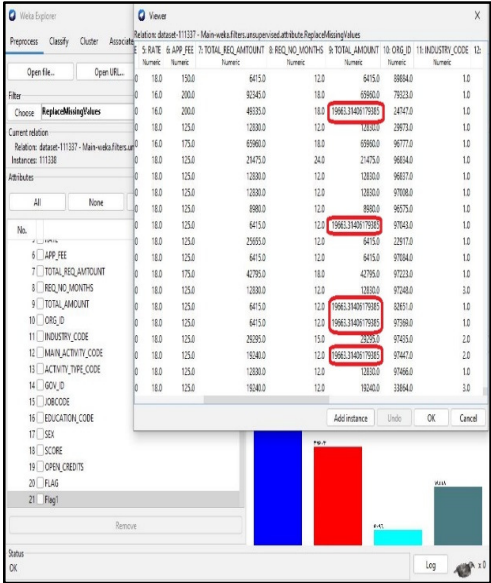 Weka Explorer
Viewer
Relation: dataset-111337 - Main-weka.filters.unsupervised.attribute.ReplaceMissingValues
Preprocess Classify Cluster Associate
5: RATE 6: APP_FEE 7: TOTAL_REQ_AMTOUNT 8: REQ_NO_MONTHS 9: TOTAL_AMOUNT 10: ORG_ID 11: INDUSTRY_CODE 12:
Numeric Numeric Numeric Numeric Numeric Numeric Numeric
18.0 150.0 6415.0 12.0 6415.0 89884.0 1.0
16.0 200.0 92345.0 18.0 65960.0 79323.0 1.0
16.0 200.0 49335.0 18.0 19663.31406179385 24747.0 1.0
18.0 125.0 12830.0 12.0 12830.0 29973.0 1.0
16.0 175.0 65960.0 18.0 65960.0 96777.0 1.0
18.0 125.0 21475.0 24.0 21475.0 96834.0 1.0
18.0 125.0 12830.0 12.0 12830.0 96837.0 1.0
18.0 125.0 12830.0 12.0 12830.0 97008.0 1.0
18.0 125.0 8980.0 12.0 8980.0 96575.0 1.0
18.0 125.0 6415.0 12.0 19663.31406179385 97043.0 1.0
18.0 125.0 25655.0 12.0 6415.0 22917.0 1.0
18.0 125.0 6415.0 12.0 6415.0 97084.0 1.0
18.0 175.0 42795.0 18.0 42795.0 97223.0 1.0
18.0 125.0 12830.0 12.0 12830.0 97248.0 3.0
18.0 125.0 6415.0 12.0 19663.31406179385 82651.0 1.0
18.0 125.0 6415.0 12.0 19663.31406179385 97369.0 1.0
18.0 125.0 29295.0 15.0 29295.0 97435.0 2.0
18.0 125.0 19240.0 12.0 19663.31406179385 97447.0 2.0
18.0 125.0 12830.0 12.0 12830.0 97466.0 1.0
18.0 125.0 19240.0 12.0 19240.0 33864.0 3.0
Add instance Undo OK Cancel
Open file... Open URL...
Filter
Choose ReplaceMissingValues
Current relation
Relation: dataset-111337 - Main-weka.filters.un
Instances: 111338
Attributes
All None
No.
6 APP_FEE
7 TOTAL_REQ_AMTOUNT
8 REQ_NO_MONTHS
9 TOTAL_AMOUNT
10 ORG_ID
11 INDUSTRY_CODE
12 MAIN_ACTIVITY_CODE
13 ACTIVITY_TYPE_CODE
14 GOV_ID
15 JOBCODE
16 EDUCATION_CODE
17 SEX
18 SCORE
19 OPEN_CREDITS
20 FLAG
21 Flag1
Remove
Status
OK
Log x 0